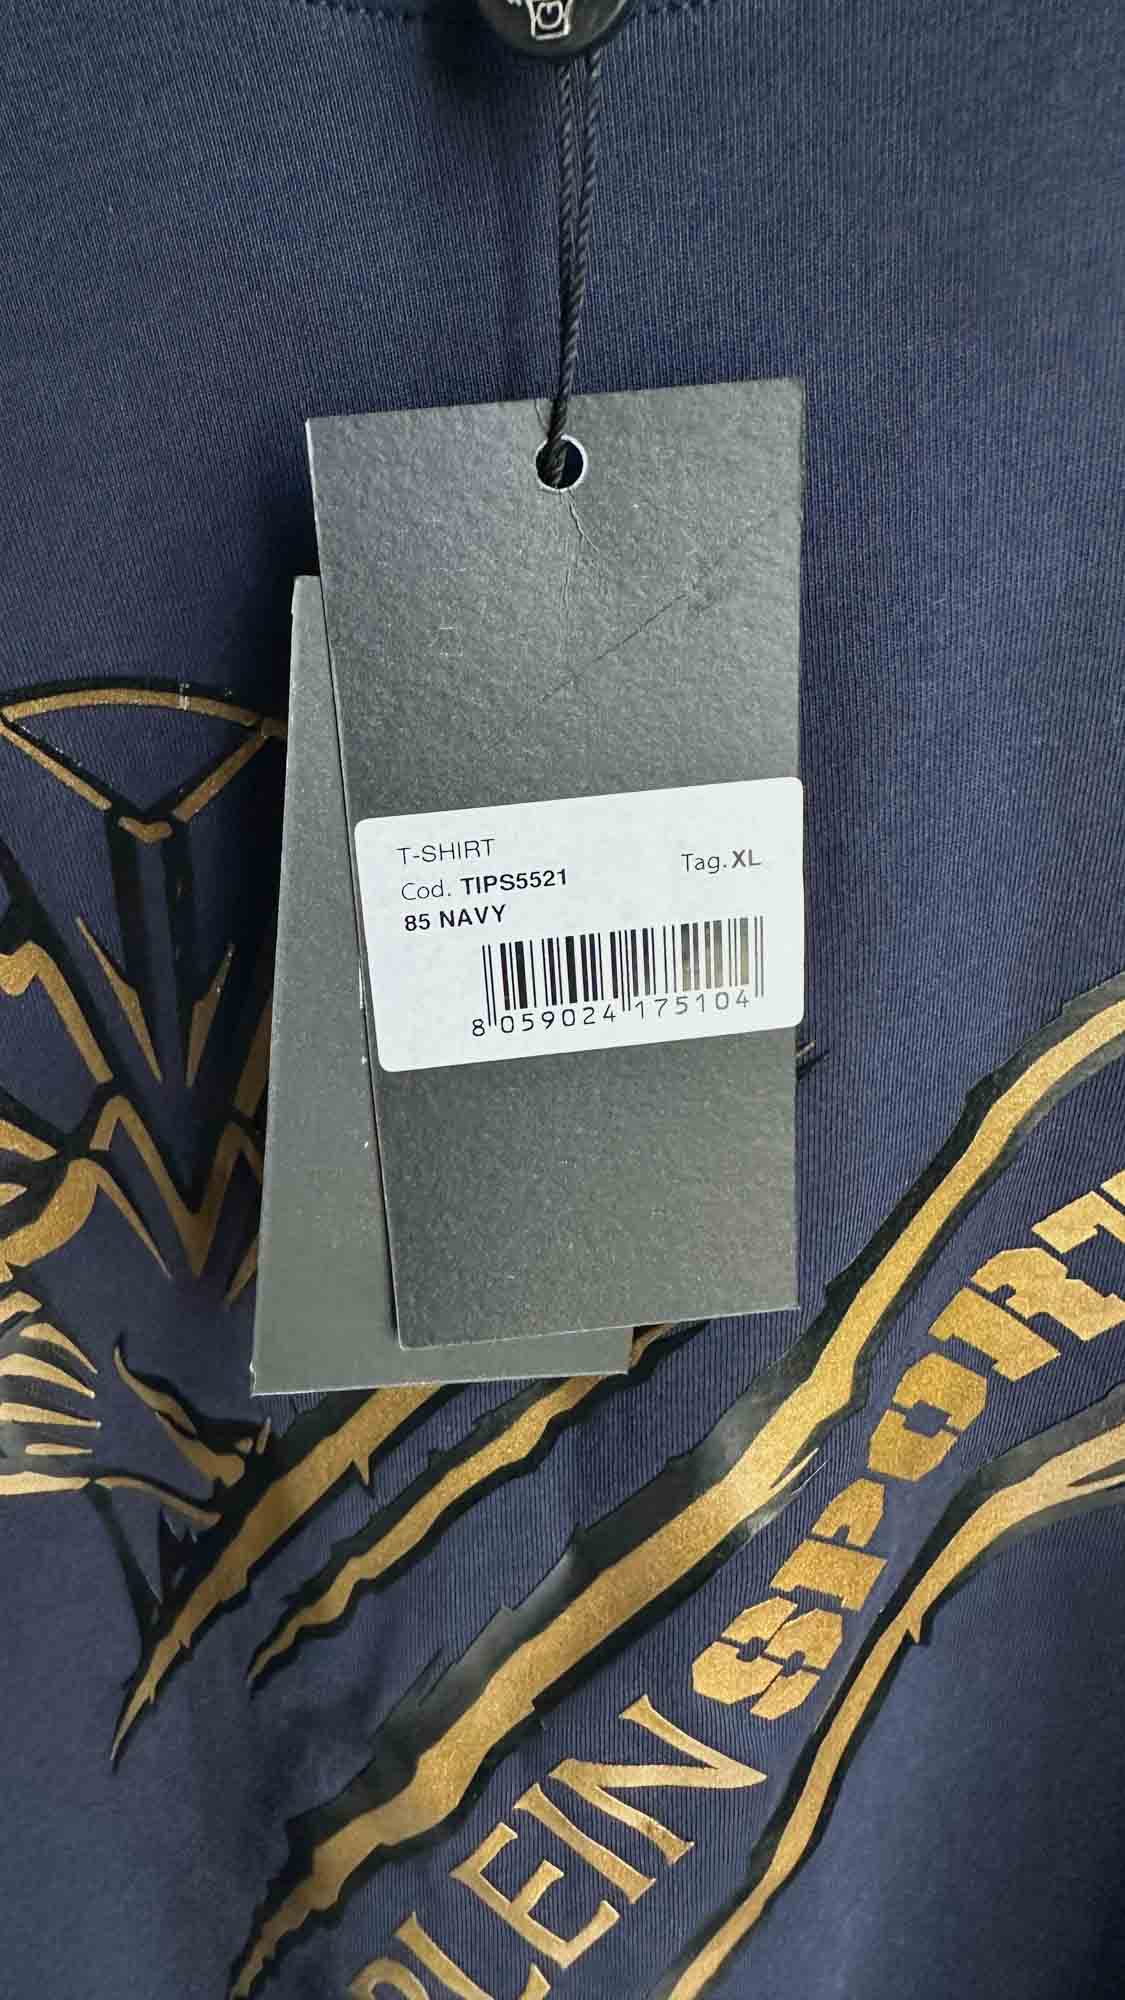 G
T-SHIRT
Cod. TIPS5521
Tag. XL
85 NAVY
8 059024 175104
PLEIN SPORT